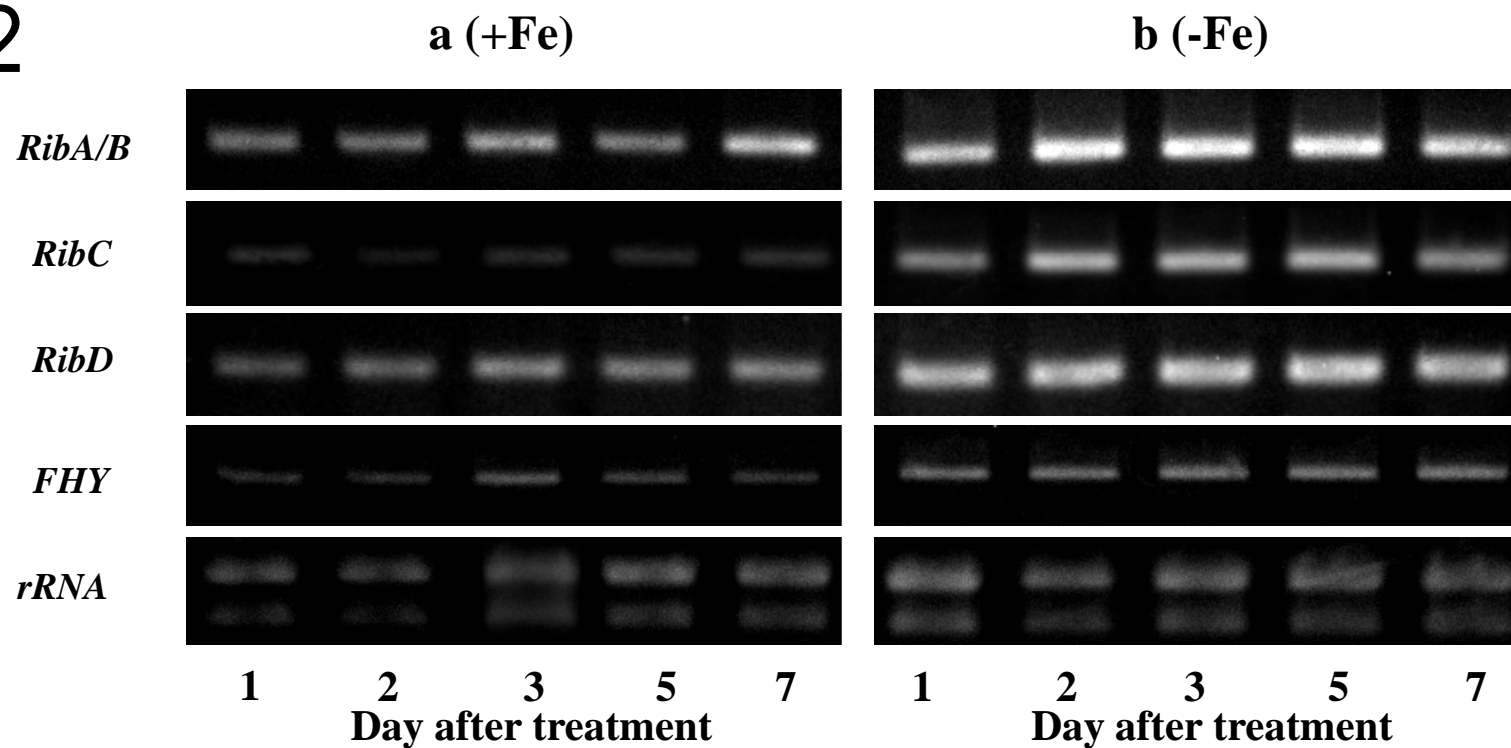 2
a (+Fe) b (-Fe)
RibA/B
RibC
RibD
FHY
rRNA
1 2 3 5 7 1 2 3 5 7
Day after treatment Day after treatment